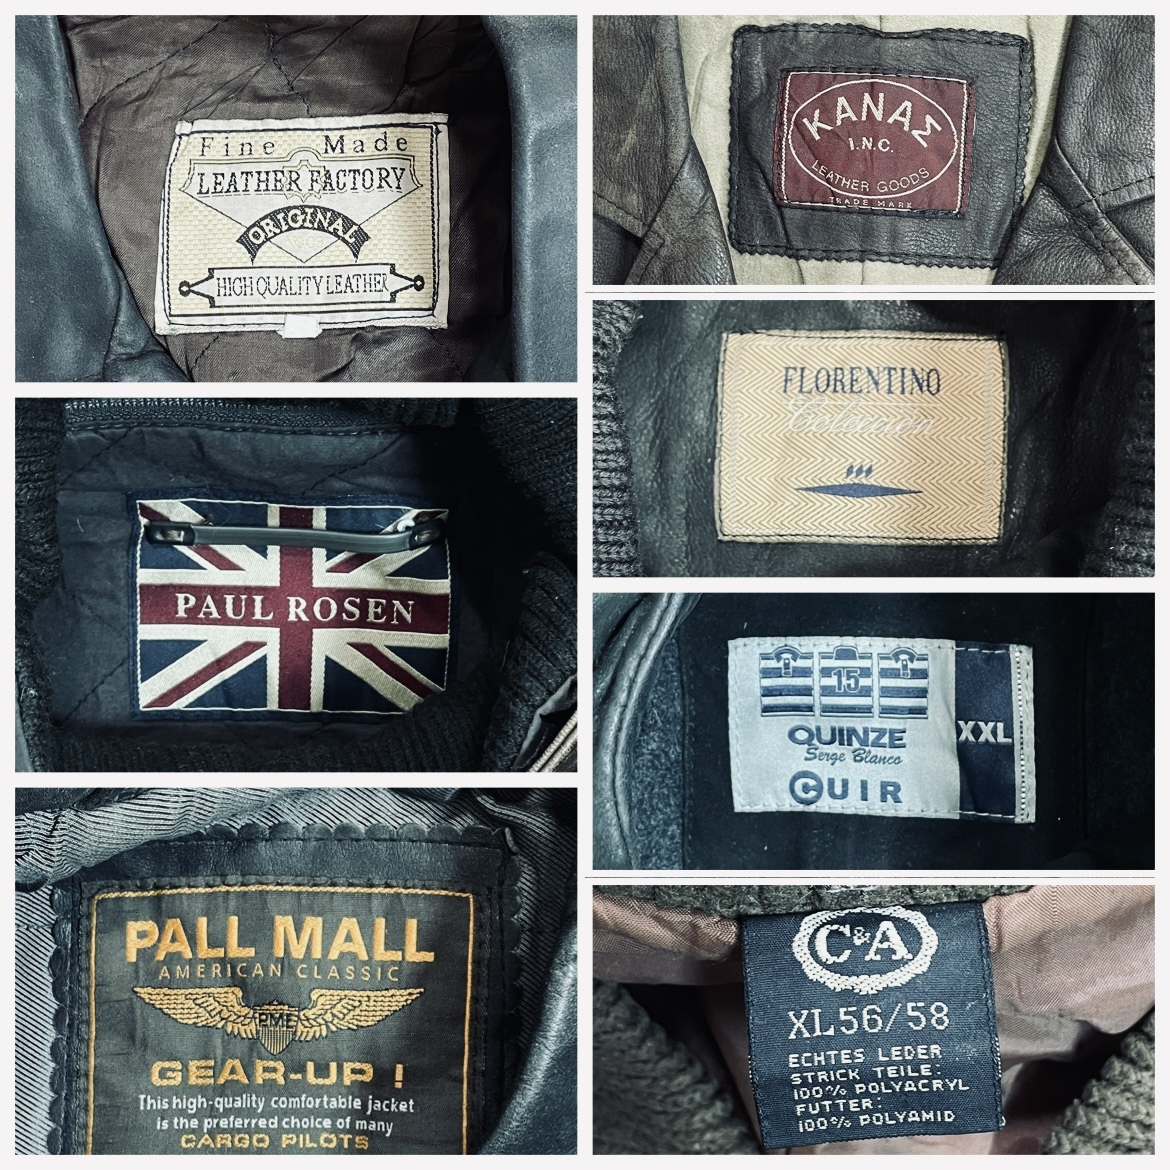 Fine Made
LEATHER FACTORY
ORIGINAL
HIGH QUALITY LEATHER
PAUL ROSEN
PALL MALL
AMERICAN CLASSIC
PME
GEAR-UP !
This high-quality comfortable jacket
is the preferred choice of many
CARGO PILOTS
KANAΣ
I.N.C.
LEATHER GOODS
TRADE MARK
FLORENTINO
Colección
15
QUINZE
Serge Blanco
CUIR
XXL
C&A
XL 56/58
ECHTES LEDER
STRICK TEILE:
100% POLYACRYL
FUTTER:
100% POLYAMID